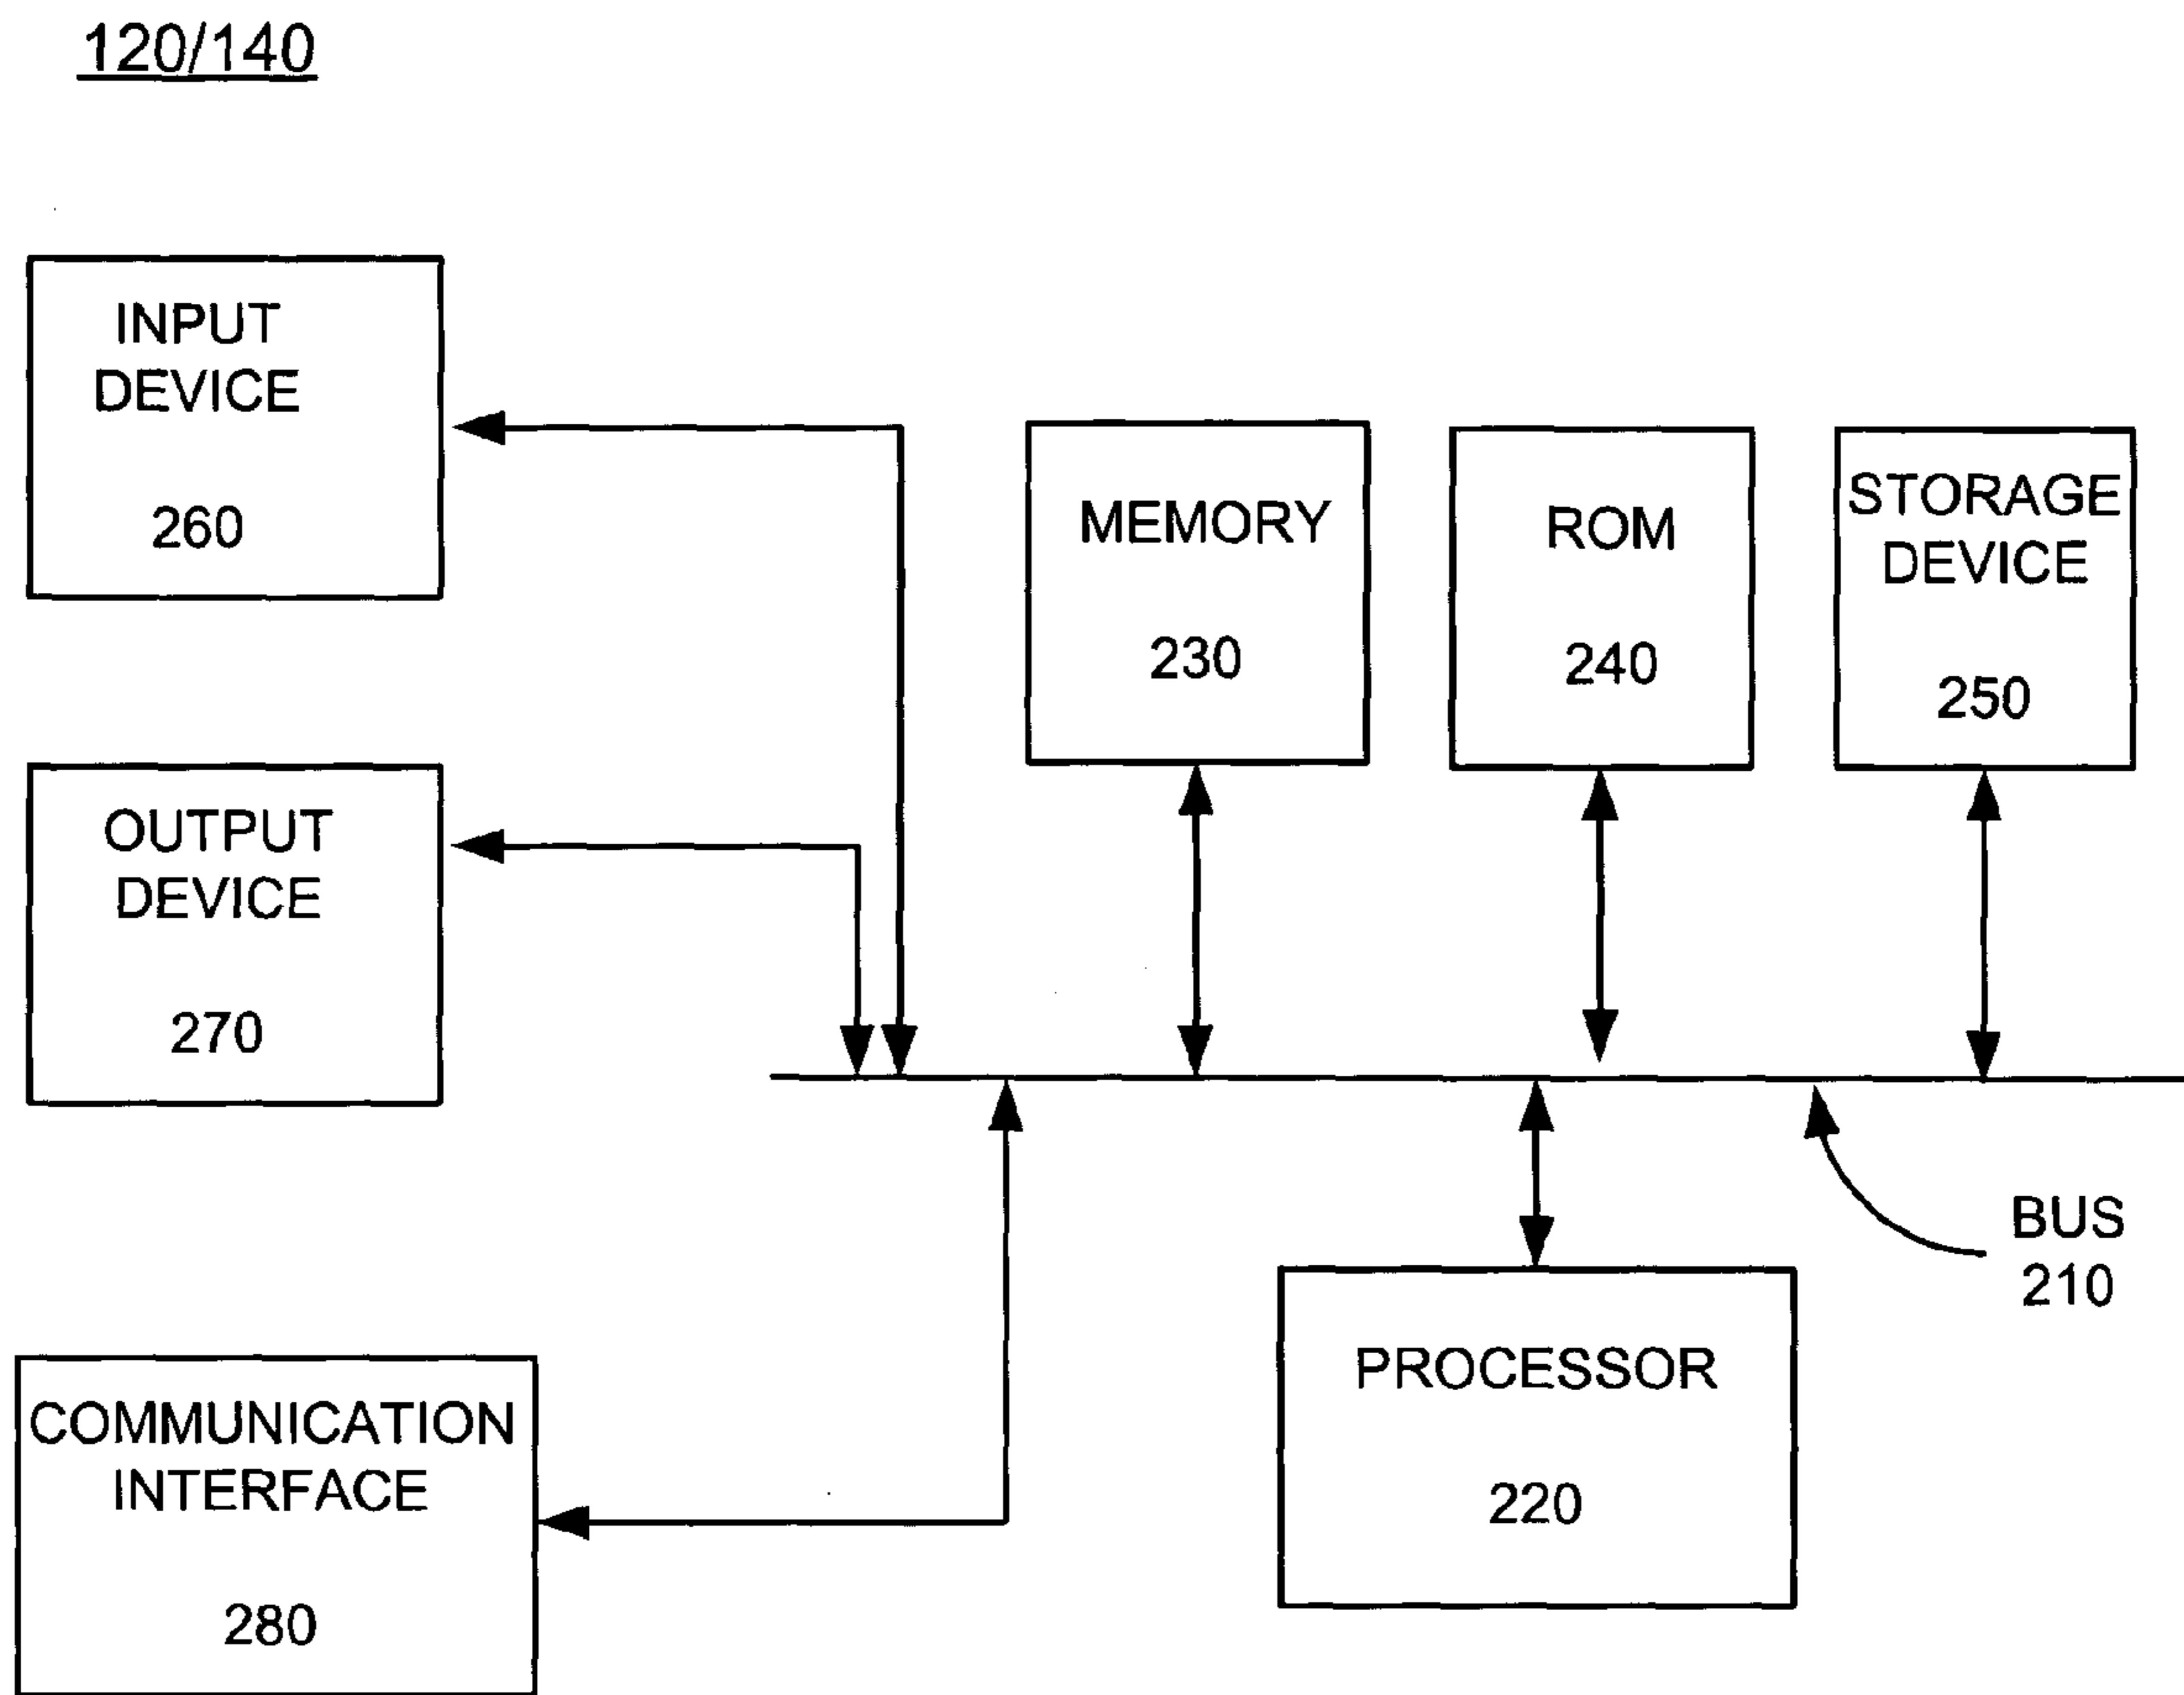 120/140
INPUT
DEVICE
260
MEMORY
230
ROM
240
STORAGE
DEVICE
250
OUTPUT
DEVICE
270
BUS
210
PROCESSOR
220
COMMUNICATION
INTERFACE
280